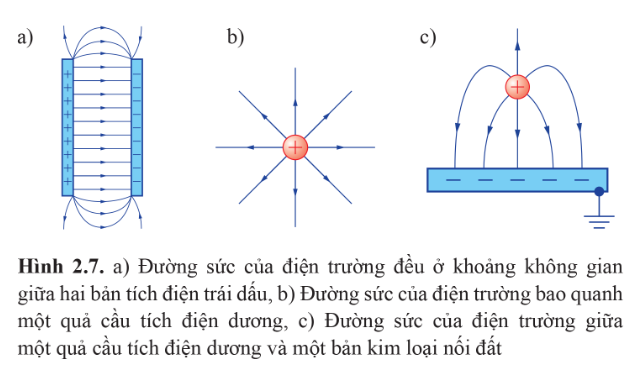 a)
b)
c)
+ + + + + + + + +
− − − − − − − − −
+
+
− − − − −
Hình 2.7. a) Đường sức của điện trường đều ở khoảng không gian
giữa hai bản tích điện trái dấu, b) Đường sức của điện trường bao quanh
một quả cầu tích điện dương, c) Đường sức của điện trường giữa
một quả cầu tích điện dương và một bản kim loại nối đất